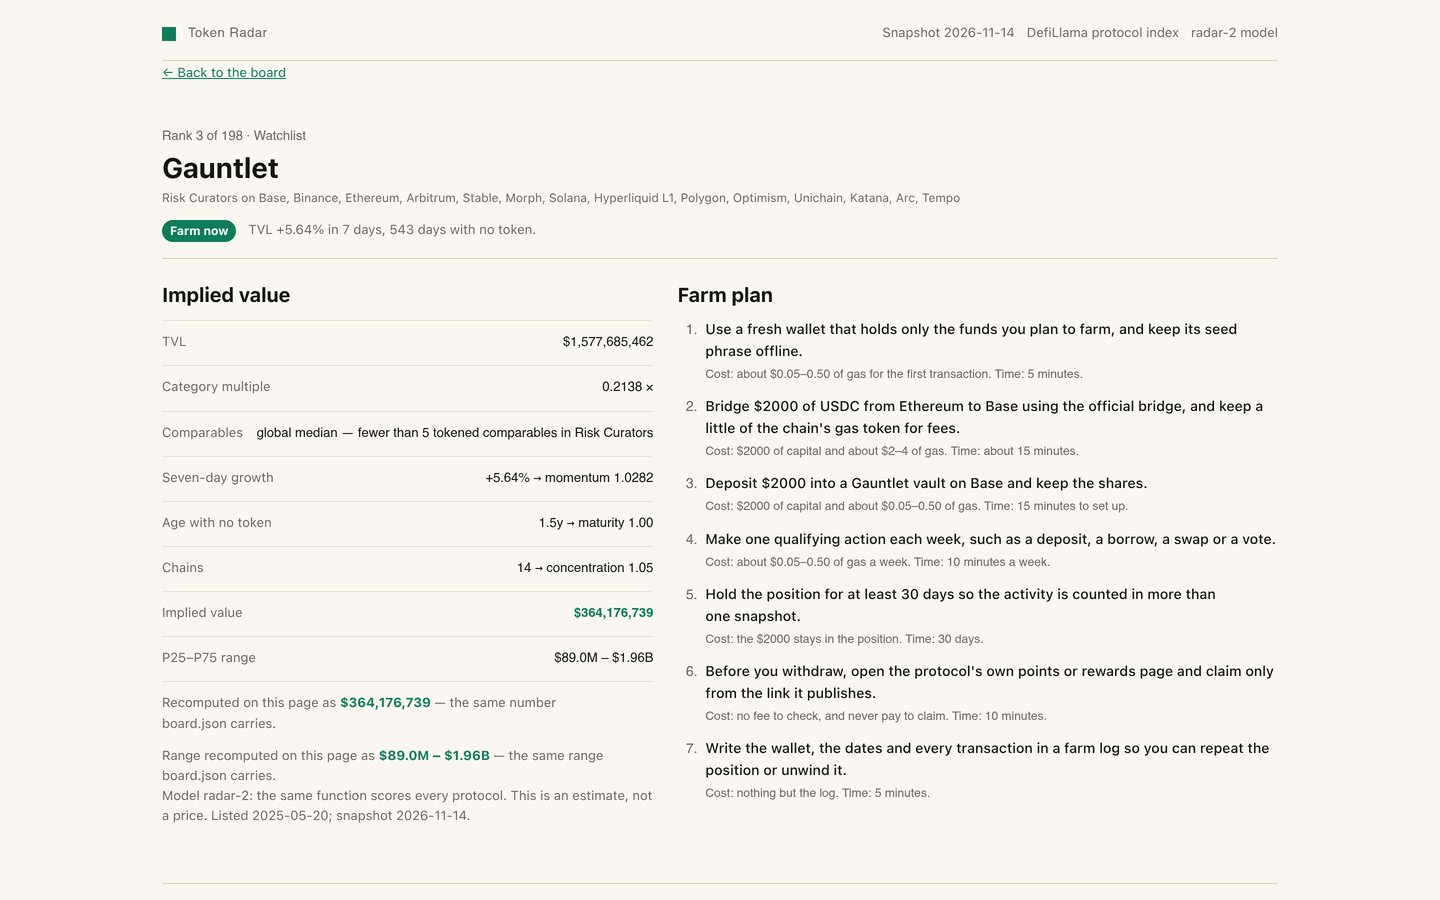 Token Radar
Snapshot 2026-11-14 DefiLlama protocol index radar-2 model
← Back to the board
Rank 3 of 198 · Watchlist
Gauntlet
Risk Curators on Base, Binance, Ethereum, Arbitrum, Stable, Morph, Solana, Hyperliquid L1, Polygon, Optimism, Unichain, Katana, Arc, Tempo
Farm now TVL +5.64% in 7 days, 543 days with no token.
Implied value
TVL $1,577,685,462
Category multiple 0.2138 ×
Comparables global median — fewer than 5 tokened comparables in Risk Curators
Seven-day growth +5.64% → momentum 1.0282
Age with no token 1.5y → maturity 1.00
Chains 14 → concentration 1.05
Implied value $364,176,739
P25–P75 range $89.0M – $1.96B
Recomputed on this page as $364,176,739 — the same number
board.json carries.
Range recomputed on this page as $89.0M – $1.96B — the same range
board.json carries.
Model radar-2: the same function scores every protocol. This is an estimate, not
a price. Listed 2025-05-20; snapshot 2026-11-14.
Farm plan
1. Use a fresh wallet that holds only the funds you plan to farm, and keep its seed
phrase offline.
Cost: about $0.05–0.50 of gas for the first transaction. Time: 5 minutes.
2. Bridge $2000 of USDC from Ethereum to Base using the official bridge, and keep a
little of the chain's gas token for fees.
Cost: $2000 of capital and about $2–4 of gas. Time: about 15 minutes.
3. Deposit $2000 into a Gauntlet vault on Base and keep the shares.
Cost: $2000 of capital and about $0.05–0.50 of gas. Time: 15 minutes to set up.
4. Make one qualifying action each week, such as a deposit, a borrow, a swap or a vote.
Cost: about $0.05–0.50 of gas a week. Time: 10 minutes a week.
5. Hold the position for at least 30 days so the activity is counted in more than
one snapshot.
Cost: the $2000 stays in the position. Time: 30 days.
6. Before you withdraw, open the protocol's own points or rewards page and claim only
from the link it publishes.
Cost: no fee to check, and never pay to claim. Time: 10 minutes.
7. Write the wallet, the dates and every transaction in a farm log so you can repeat the
position or unwind it.
Cost: nothing but the log. Time: 5 minutes.